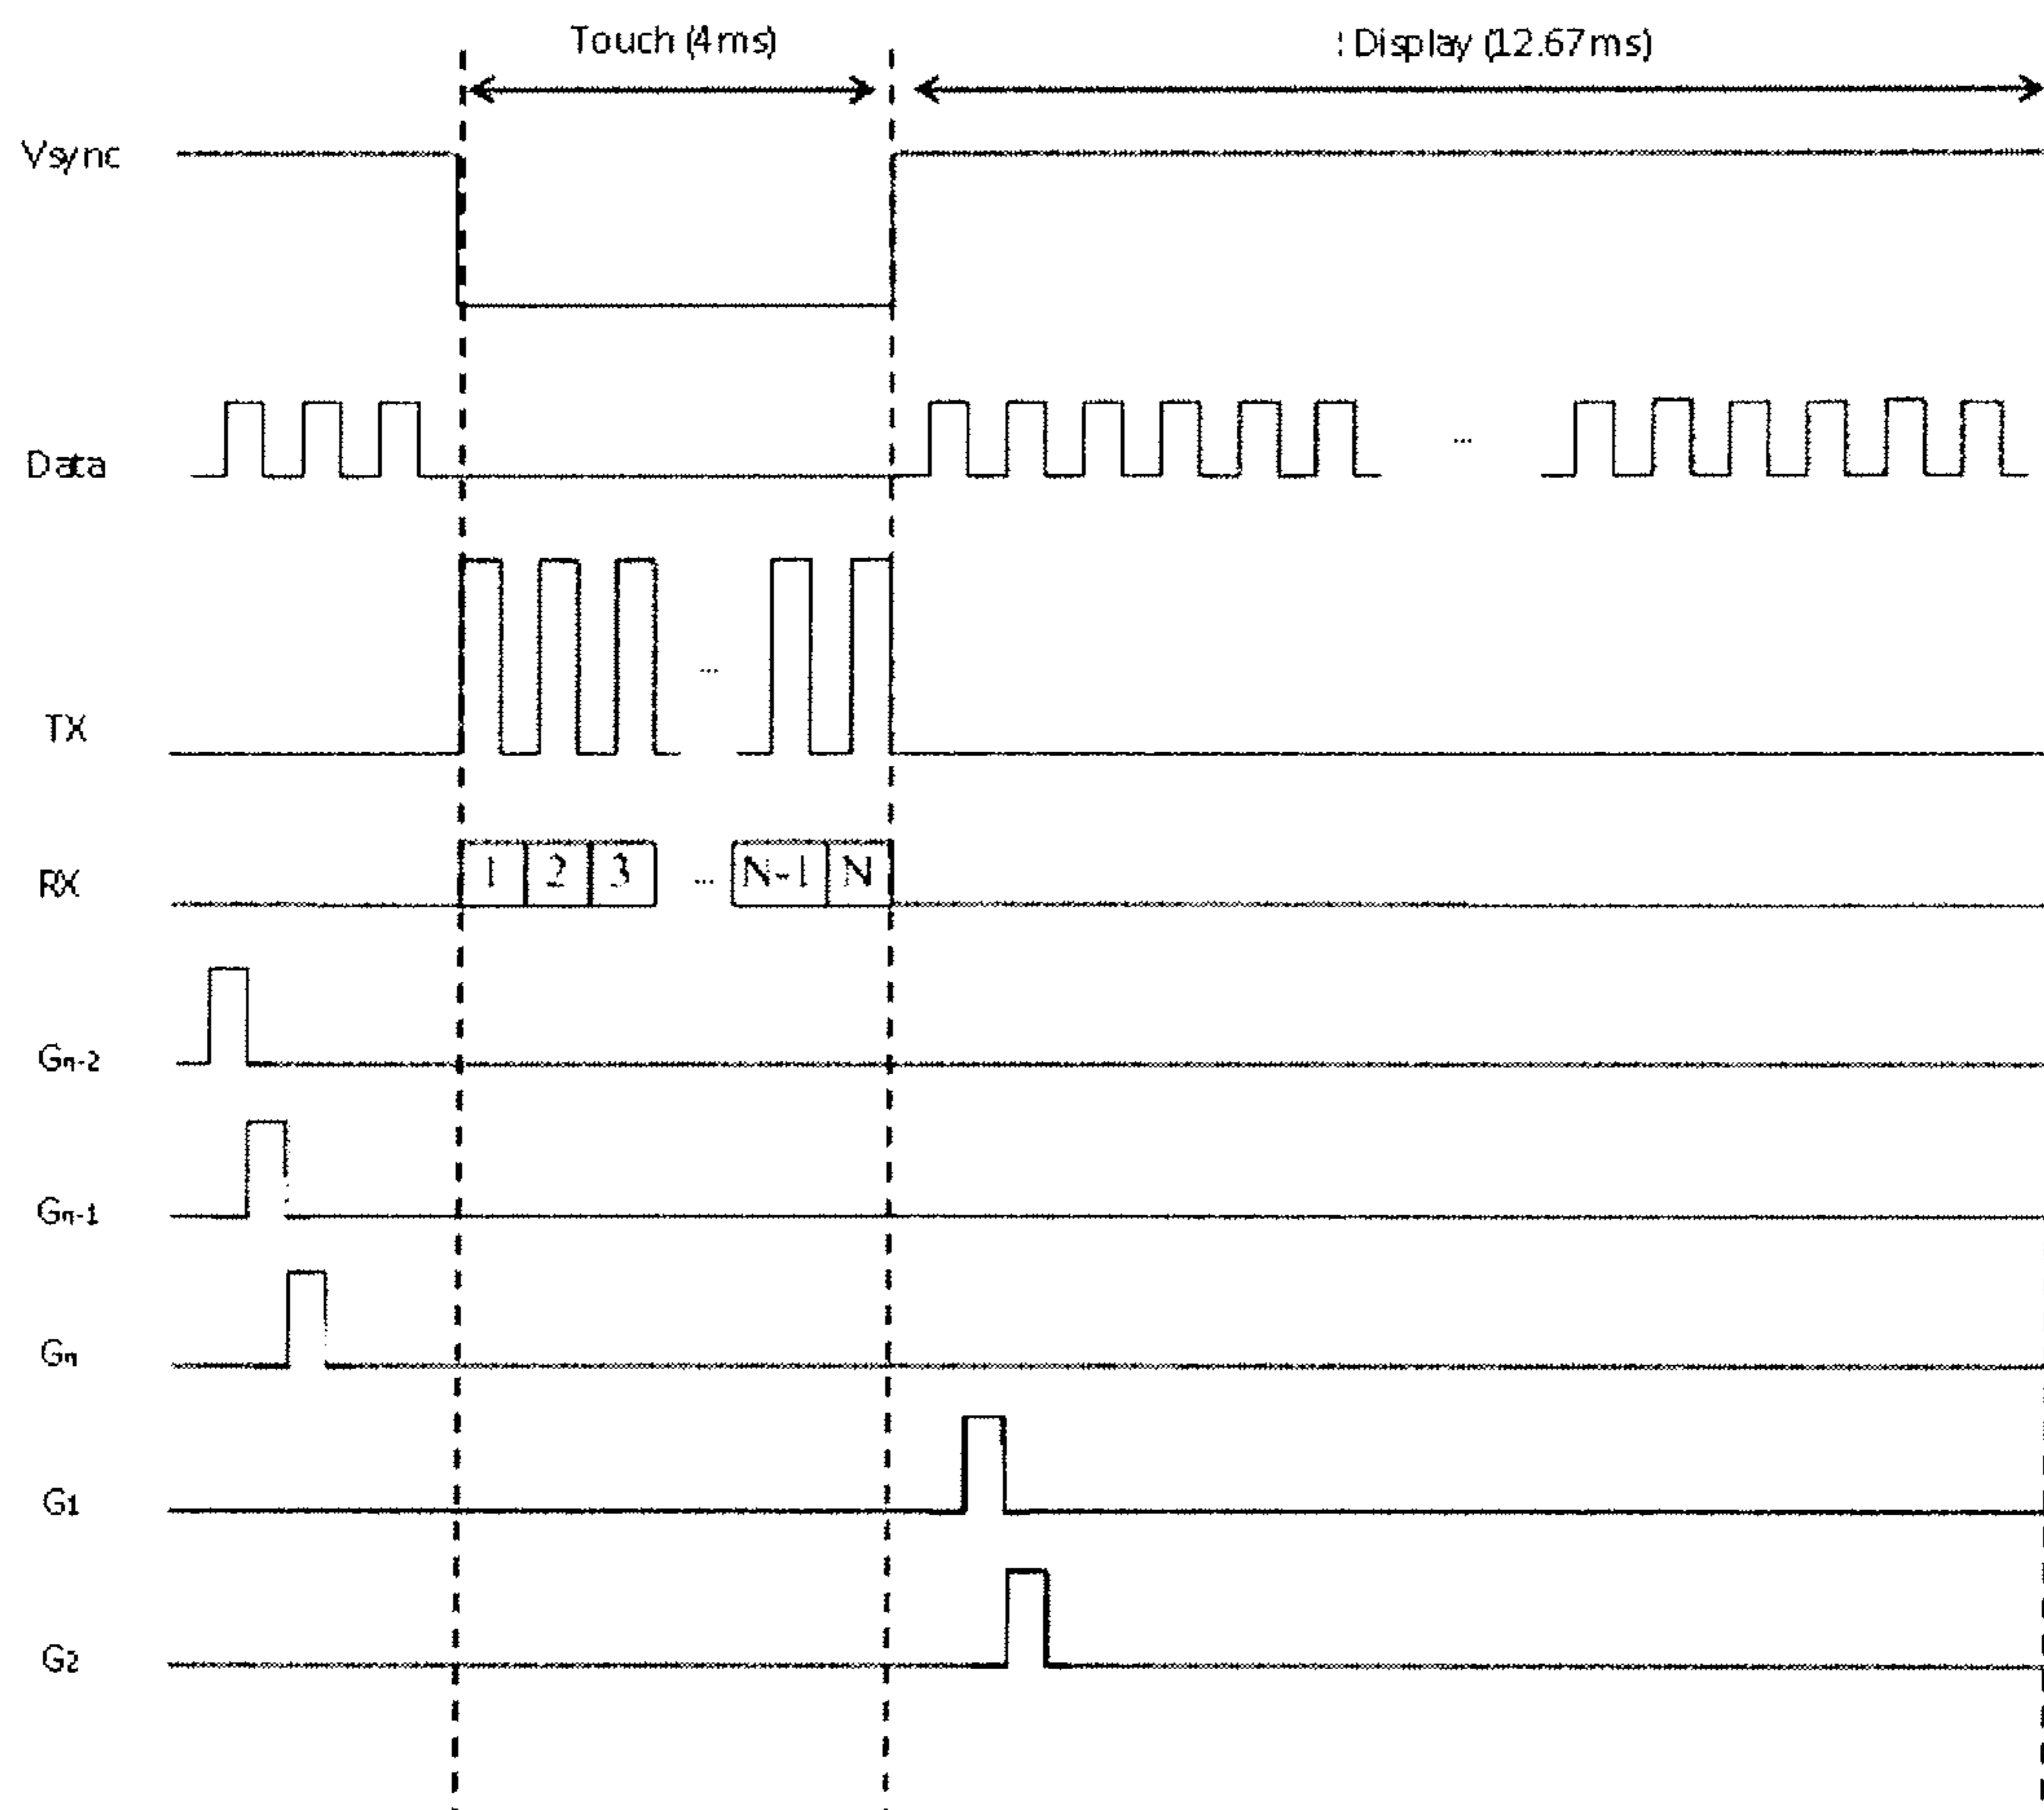 Touch (4ms)
: Display (12.67ms)
Vsync
Data
...
TX
...
RX
1 2 3 ... N-1 N
Gn-2
Gn-1
Gn
G1
G2